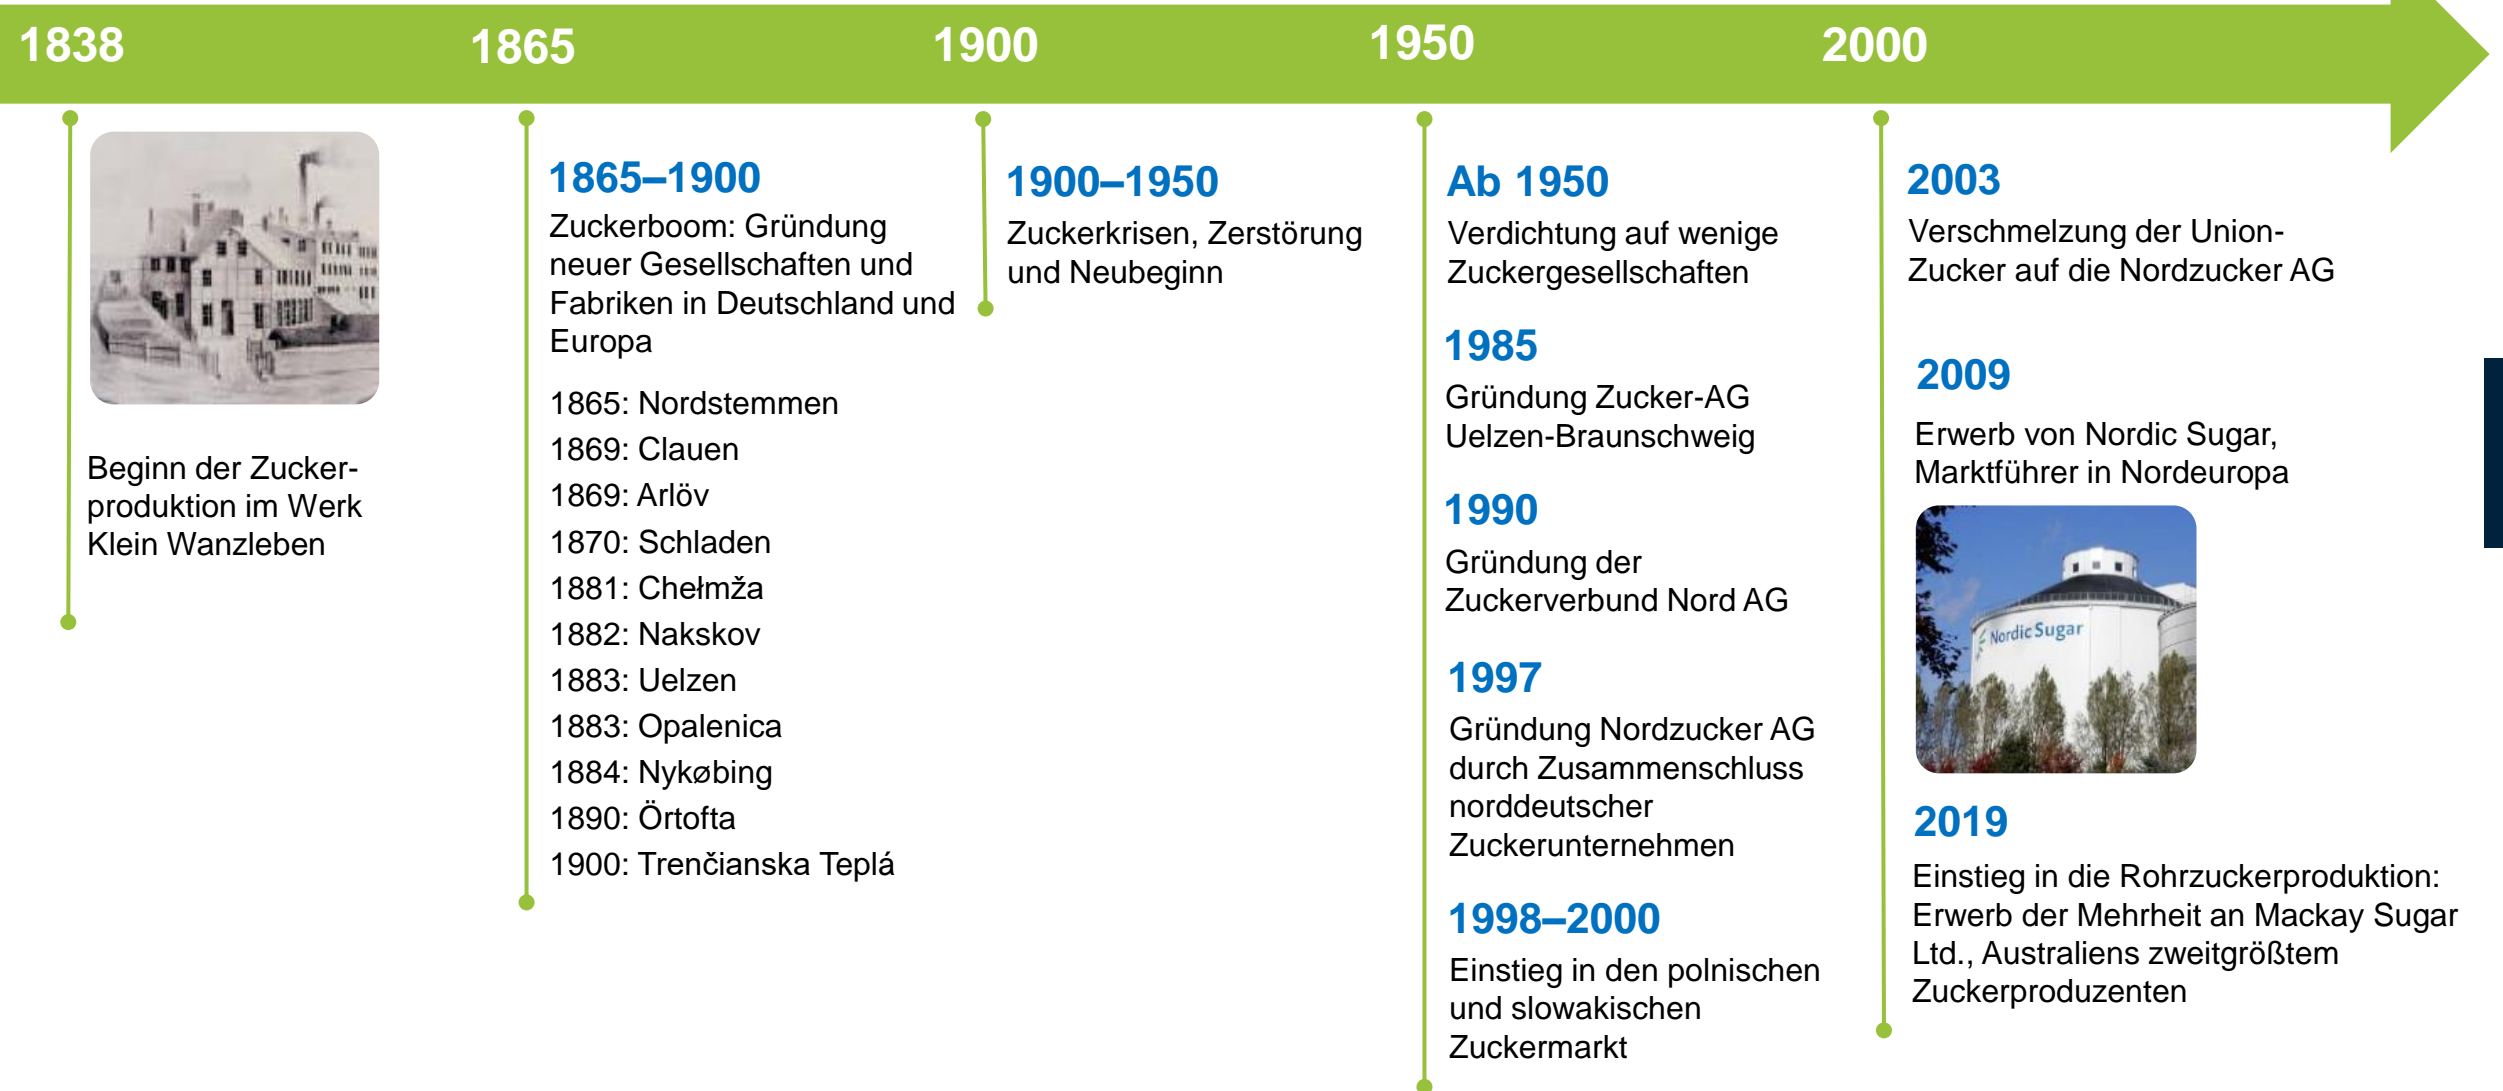 1838
1865
1900
1950
2000
Beginn der Zucker-
produktion im Werk
Klein Wanzleben
1865–1900
Zuckerboom: Gründung
neuer Gesellschaften und
Fabriken in Deutschland und
Europa
1865: Nordstemmen
1869: Clauen
1869: Arlöv
1870: Schladen
1881: Chełmža
1882: Nakskov
1883: Uelzen
1883: Opalenica
1884: Nykøbing
1890: Örtofta
1900: Trenčianska Teplá
1900–1950
Zuckerkrisen, Zerstörung
und Neubeginn
Ab 1950
Verdichtung auf wenige
Zuckergesellschaften
1985
Gründung Zucker-AG
Uelzen-Braunschweig
1990
Gründung der
Zuckerverbund Nord AG
1997
Gründung Nordzucker AG
durch Zusammenschluss
norddeutscher
Zuckerunternehmen
1998–2000
Einstieg in den polnischen
und slowakischen
Zuckermarkt
2003
Verschmelzung der Union-
Zucker auf die Nordzucker AG
2009
Erwerb von Nordic Sugar,
Marktführer in Nordeuropa
Nordic Sugar
2019
Einstieg in die Rohrzuckerproduktion:
Erwerb der Mehrheit an Mackay Sugar
Ltd., Australiens zweitgrößtem
Zuckerproduzenten